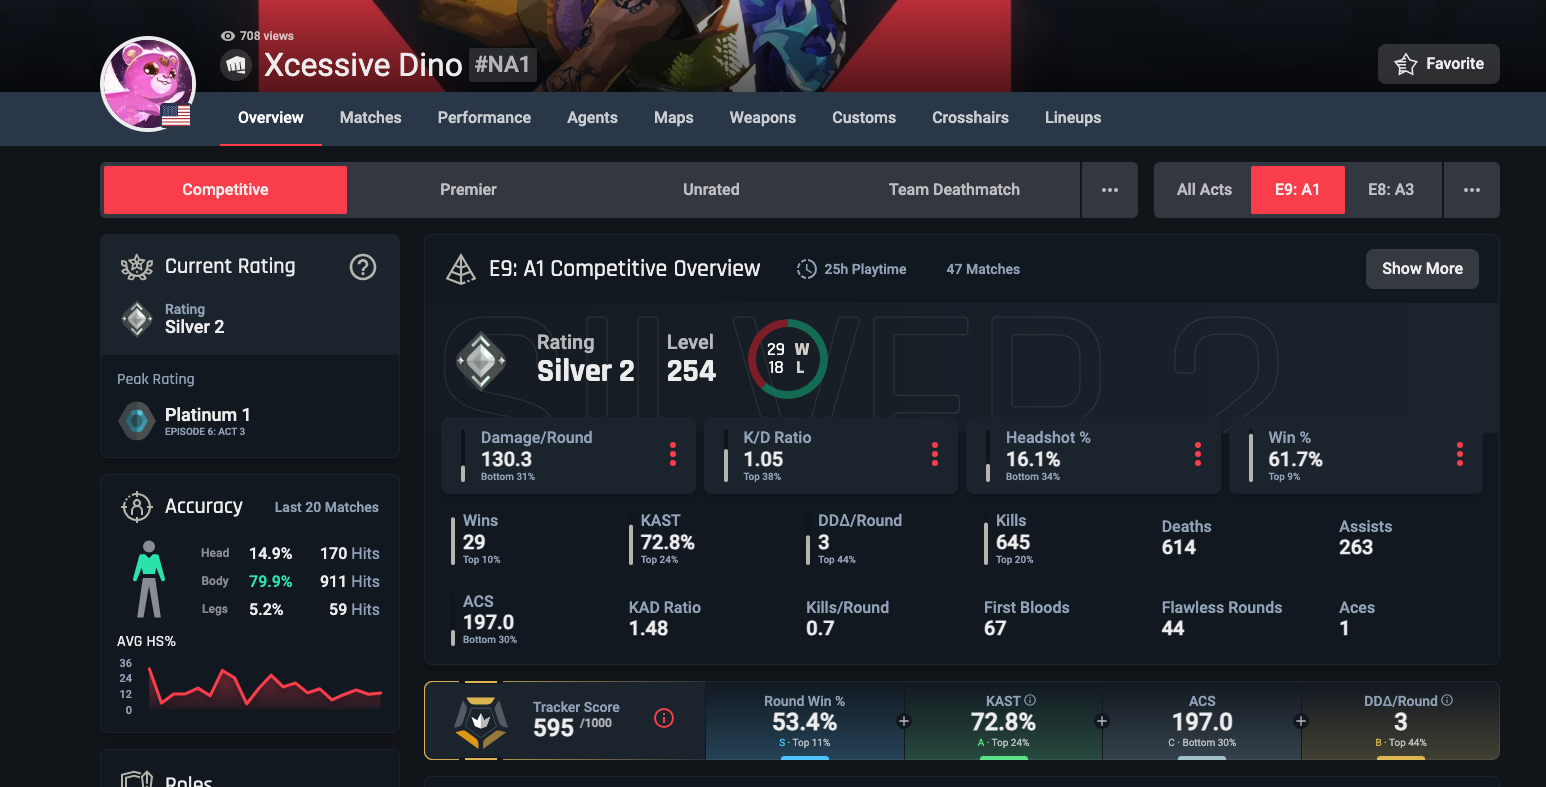 708 views
Xcessive Dino #NA1
Favorite
Overview Matches Performance Agents Maps Weapons Customs Crosshairs Lineups
Competitive Premier Unrated Team Deathmatch ...
All Acts E9: A1 E8: A3 ...
Current Rating ?
Rating
Silver 2
Peak Rating
Platinum 1
EPISODE 6: ACT 3
Accuracy Last 20 Matches
Head 14.9% 170 Hits
Body 79.9% 911 Hits
Legs 5.2% 59 Hits
AVG HS%
36
24
12
0
Roles
E9: A1 Competitive Overview 25h Playtime 47 Matches Show More
SILVER 2
Rating
Silver 2
Level
254
29 W
18 L
Damage/Round
130.3
Bottom 31%
K/D Ratio
1.05
Top 38%
Headshot %
16.1%
Bottom 34%
Win %
61.7%
Top 9%
Wins
29
Top 10%
KAST
72.8%
Top 24%
DDΔ/Round
3
Top 44%
Kills
645
Top 20%
Deaths
614
Assists
263
ACS
197.0
Bottom 30%
KAD Ratio
1.48
Kills/Round
0.7
First Bloods
67
Flawless Rounds
44
Aces
1
Tracker Score
595 /1000
Round Win %
53.4%
S · Top 11%
+
KAST
72.8%
A · Top 24%
+
ACS
197.0
C · Bottom 30%
+
DDΔ/Round
3
B · Top 44%